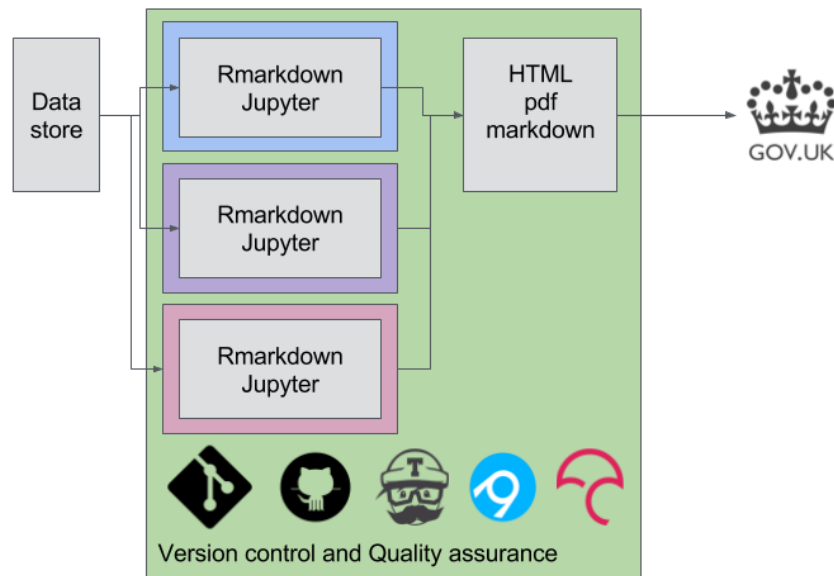 Data
store
Rmarkdown
Jupyter
Rmarkdown
Jupyter
Rmarkdown
Jupyter
HTML
pdf
markdown
GOV.UK
T
Version control and Quality assurance